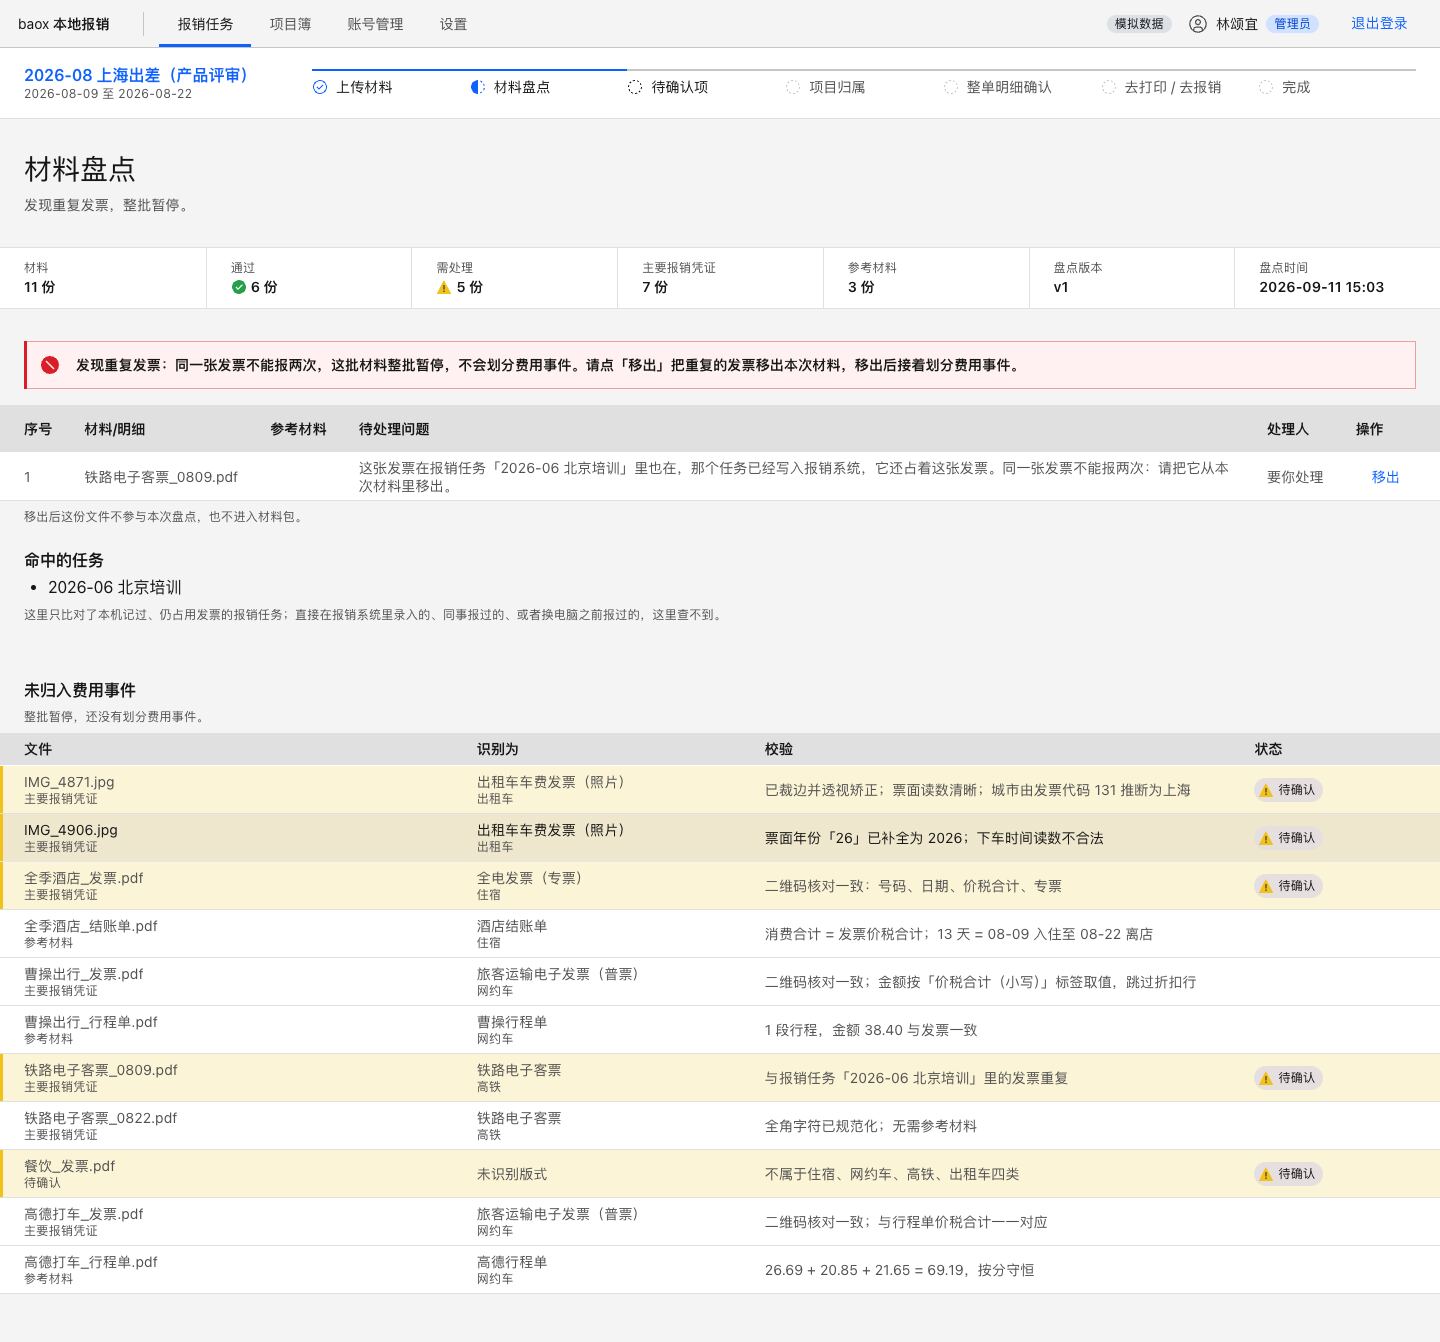 baox 本地报销
报销任务
项目簿
账号管理
设置
模拟数据
林颂宜
管理员
退出登录
2026-08 上海出差（产品评审）
2026-08-09 至 2026-08-22
上传材料
材料盘点
待确认项
项目归属
整单明细确认
去打印 / 去报销
完成
材料盘点
发现重复发票，整批暂停。
材料
11 份
通过
6 份
需处理
5 份
主要报销凭证
7 份
参考材料
3 份
盘点版本
v1
盘点时间
2026-09-11 15:03
发现重复发票：同一张发票不能报两次，这批材料整批暂停，不会划分费用事件。请点「移出」把重复的发票移出本次材料，移出后接着划分费用事件。
序号 材料/明细 参考材料 待处理问题 处理人 操作
1 铁路电子客票_0809.pdf 这张发票在报销任务「2026-06 北京培训」里也在，那个任务已经写入报销系统，它还占着这张发票。同一张发票不能报两次：请把它从本
次材料里移出。 要你处理 移出
移出后这份文件不参与本次盘点，也不进入材料包。
命中的任务
• 2026-06 北京培训
这里只比对了本机记过、仍占用发票的报销任务；直接在报销系统里录入的、同事报过的、或者换电脑之前报过的，这里查不到。
未归入费用事件
整批暂停，还没有划分费用事件。
文件 识别为 校验 状态
IMG_4871.jpg
主要报销凭证
出租车车费发票（照片）
出租车
已裁边并透视矫正；票面读数清晰；城市由发票代码 131 推断为上海
待确认
IMG_4906.jpg
主要报销凭证
出租车车费发票（照片）
出租车
票面年份「26」已补全为 2026；下车时间读数不合法
待确认
全季酒店_发票.pdf
主要报销凭证
全电发票（专票）
住宿
二维码核对一致：号码、日期、价税合计、专票
待确认
全季酒店_结账单.pdf
参考材料
酒店结账单
住宿
消费合计 = 发票价税合计；13 天 = 08-09 入住至 08-22 离店
曹操出行_发票.pdf
主要报销凭证
旅客运输电子发票（普票）
网约车
二维码核对一致；金额按「价税合计（小写）」标签取值，跳过折扣行
曹操出行_行程单.pdf
参考材料
曹操行程单
网约车
1 段行程，金额 38.40 与发票一致
铁路电子客票_0809.pdf
主要报销凭证
铁路电子客票
高铁
与报销任务「2026-06 北京培训」里的发票重复
待确认
铁路电子客票_0822.pdf
主要报销凭证
铁路电子客票
高铁
全角字符已规范化；无需参考材料
餐饮_发票.pdf
待确认
未识别版式
不属于住宿、网约车、高铁、出租车四类
待确认
高德打车_发票.pdf
主要报销凭证
旅客运输电子发票（普票）
网约车
二维码核对一致；与行程单价税合计一一对应
高德打车_行程单.pdf
参考材料
高德行程单
网约车
26.69 + 20.85 + 21.65 = 69.19，按分守恒